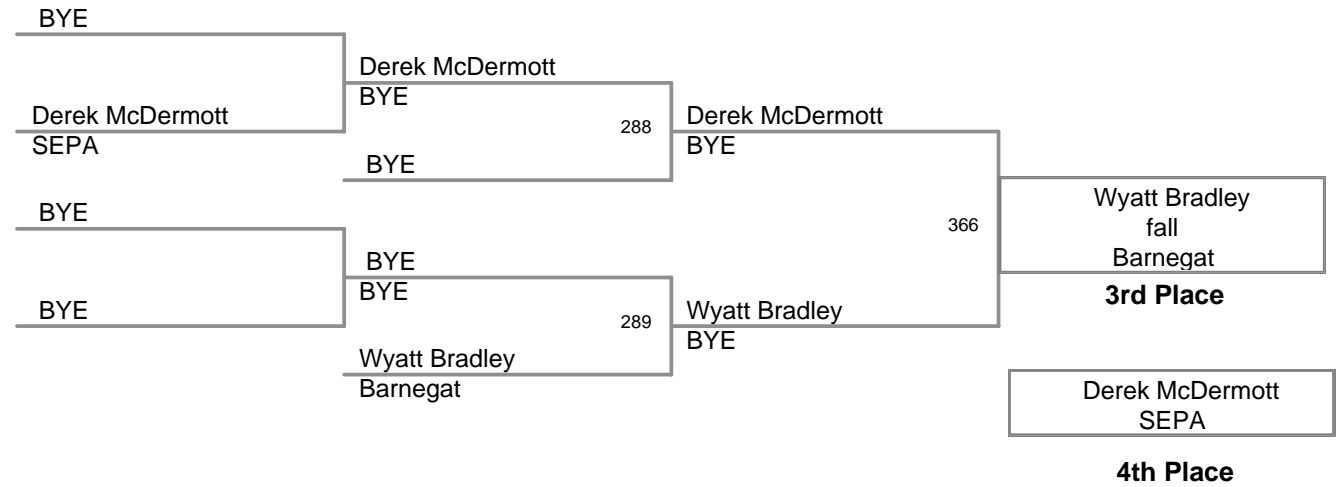 BYE
Derek McDermott
BYE
Derek McDermott
SEPA
288
Derek McDermott
BYE
BYE
Wyatt Bradley
fall
Barnegat
3rd Place
BYE
366
BYE
BYE
BYE
289
Wyatt Bradley
BYE
Wyatt Bradley
Barnegat
Derek McDermott
SEPA
4th Place